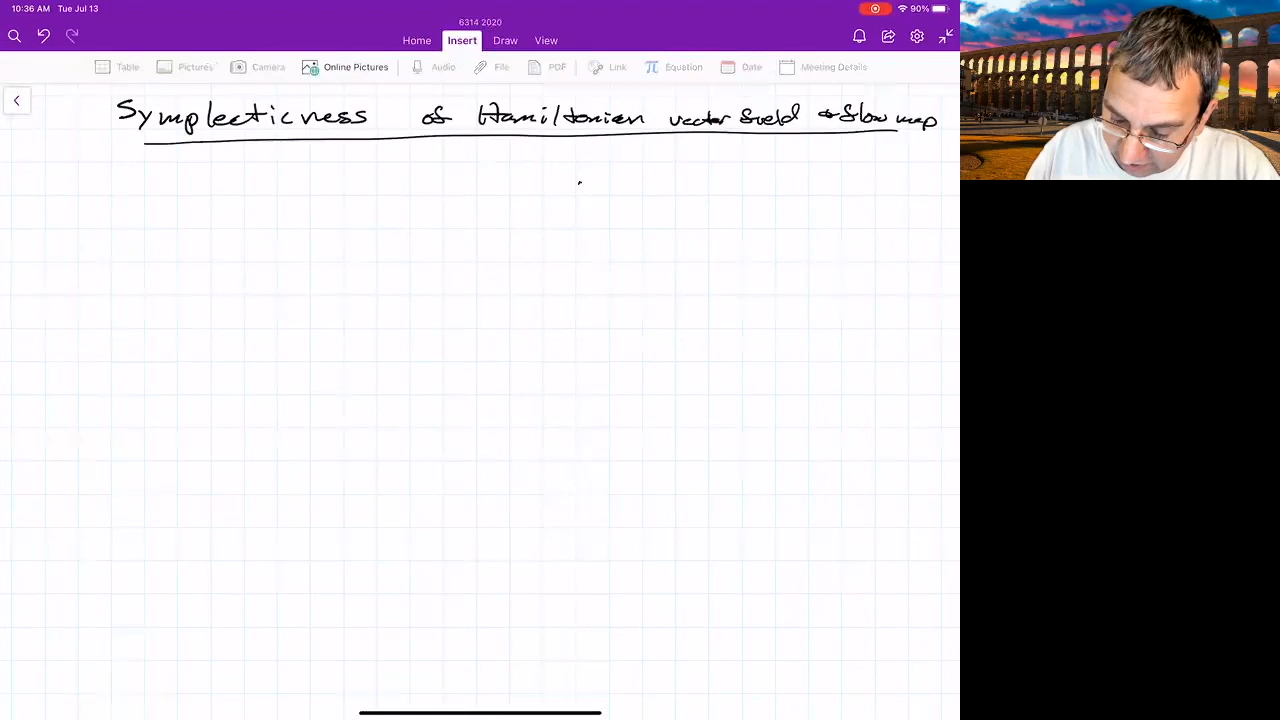 10:36 AM Tue Jul 13
90%
6314 2020
Home Insert Draw View
Table Pictures Camera Online Pictures Audio File PDF Link Equation Date Meeting Details
Symplecticness of Hamiltonian vector field + flow map